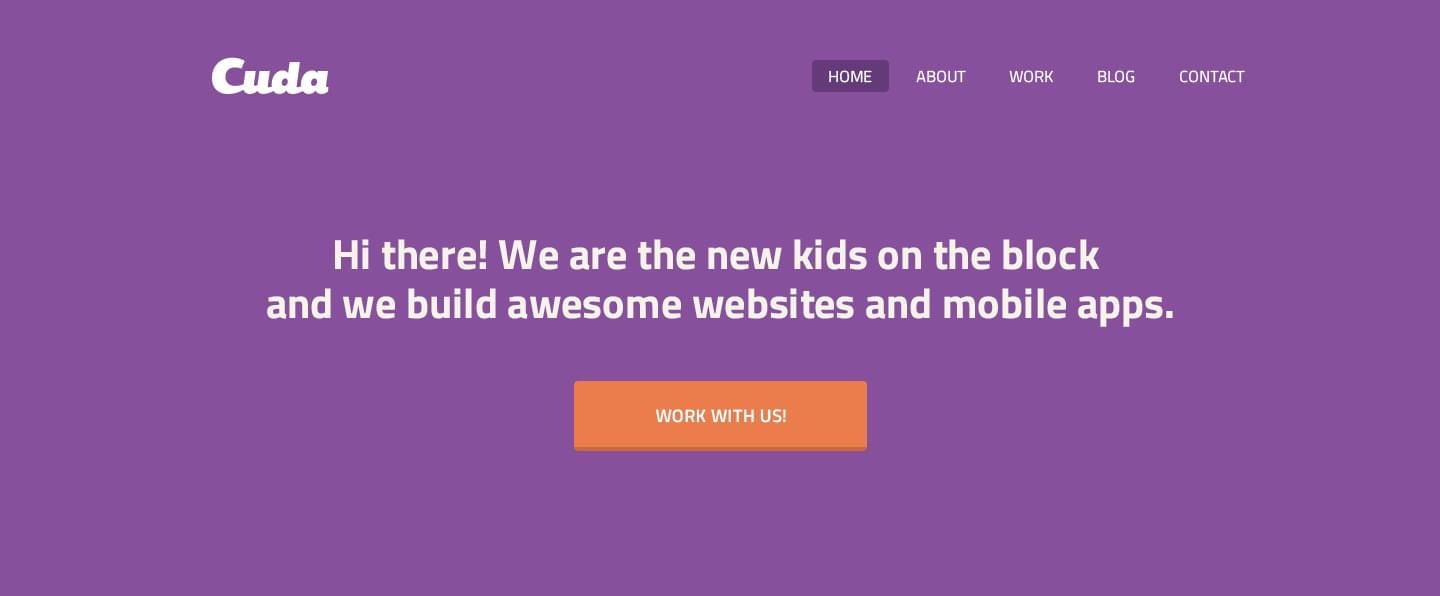 Cuda
HOME ABOUT WORK BLOG CONTACT
Hi there! We are the new kids on the block
and we build awesome websites and mobile apps.
WORK WITH US!